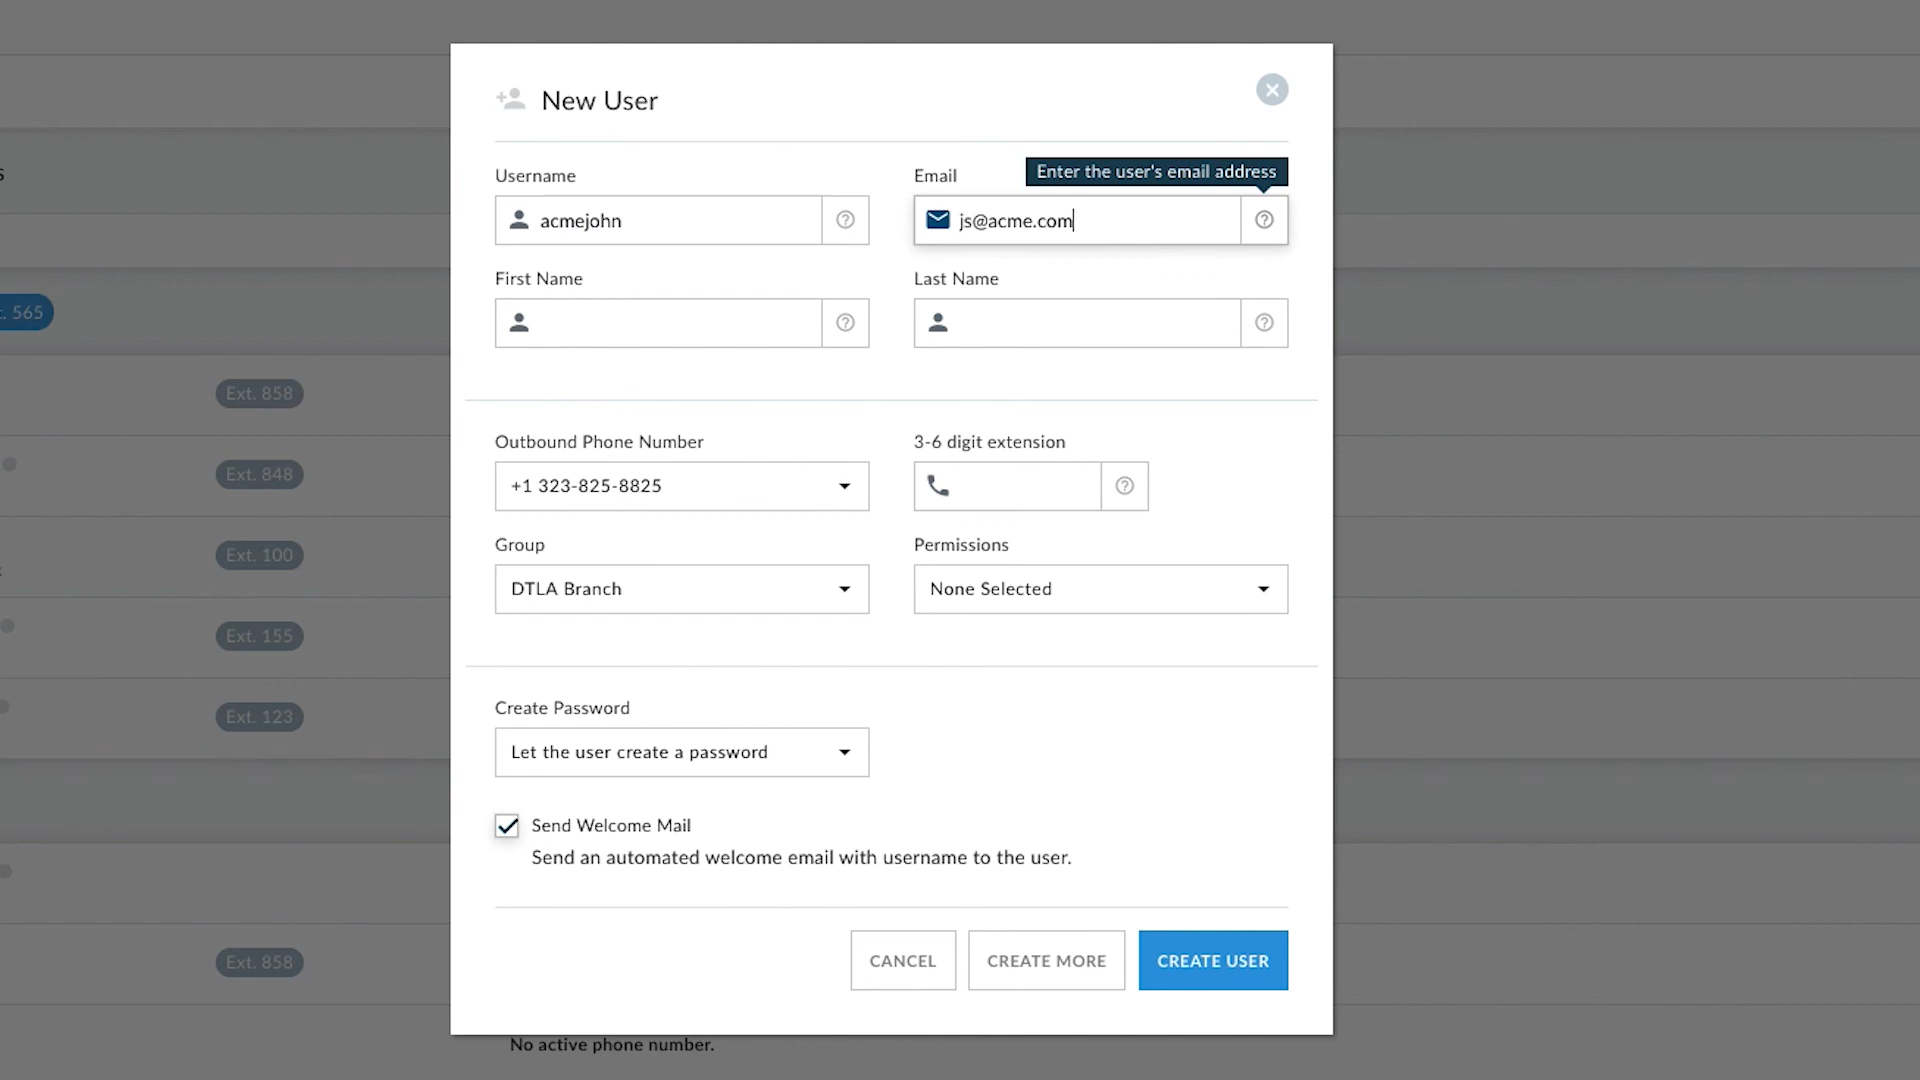 New User
Username
Email
Enter the user's email address
acmejohn
js@acme.com
First Name
Last Name
Outbound Phone Number
3-6 digit extension
+1 323-825-8825
Group
Permissions
DTLA Branch
None Selected
Create Password
Let the user create a password
Send Welcome Mail
Send an automated welcome email with username to the user.
CANCEL
CREATE MORE
CREATE USER
565
Ext. 858
Ext. 848
Ext. 100
Ext. 155
Ext. 123
Ext. 858
No active phone number.